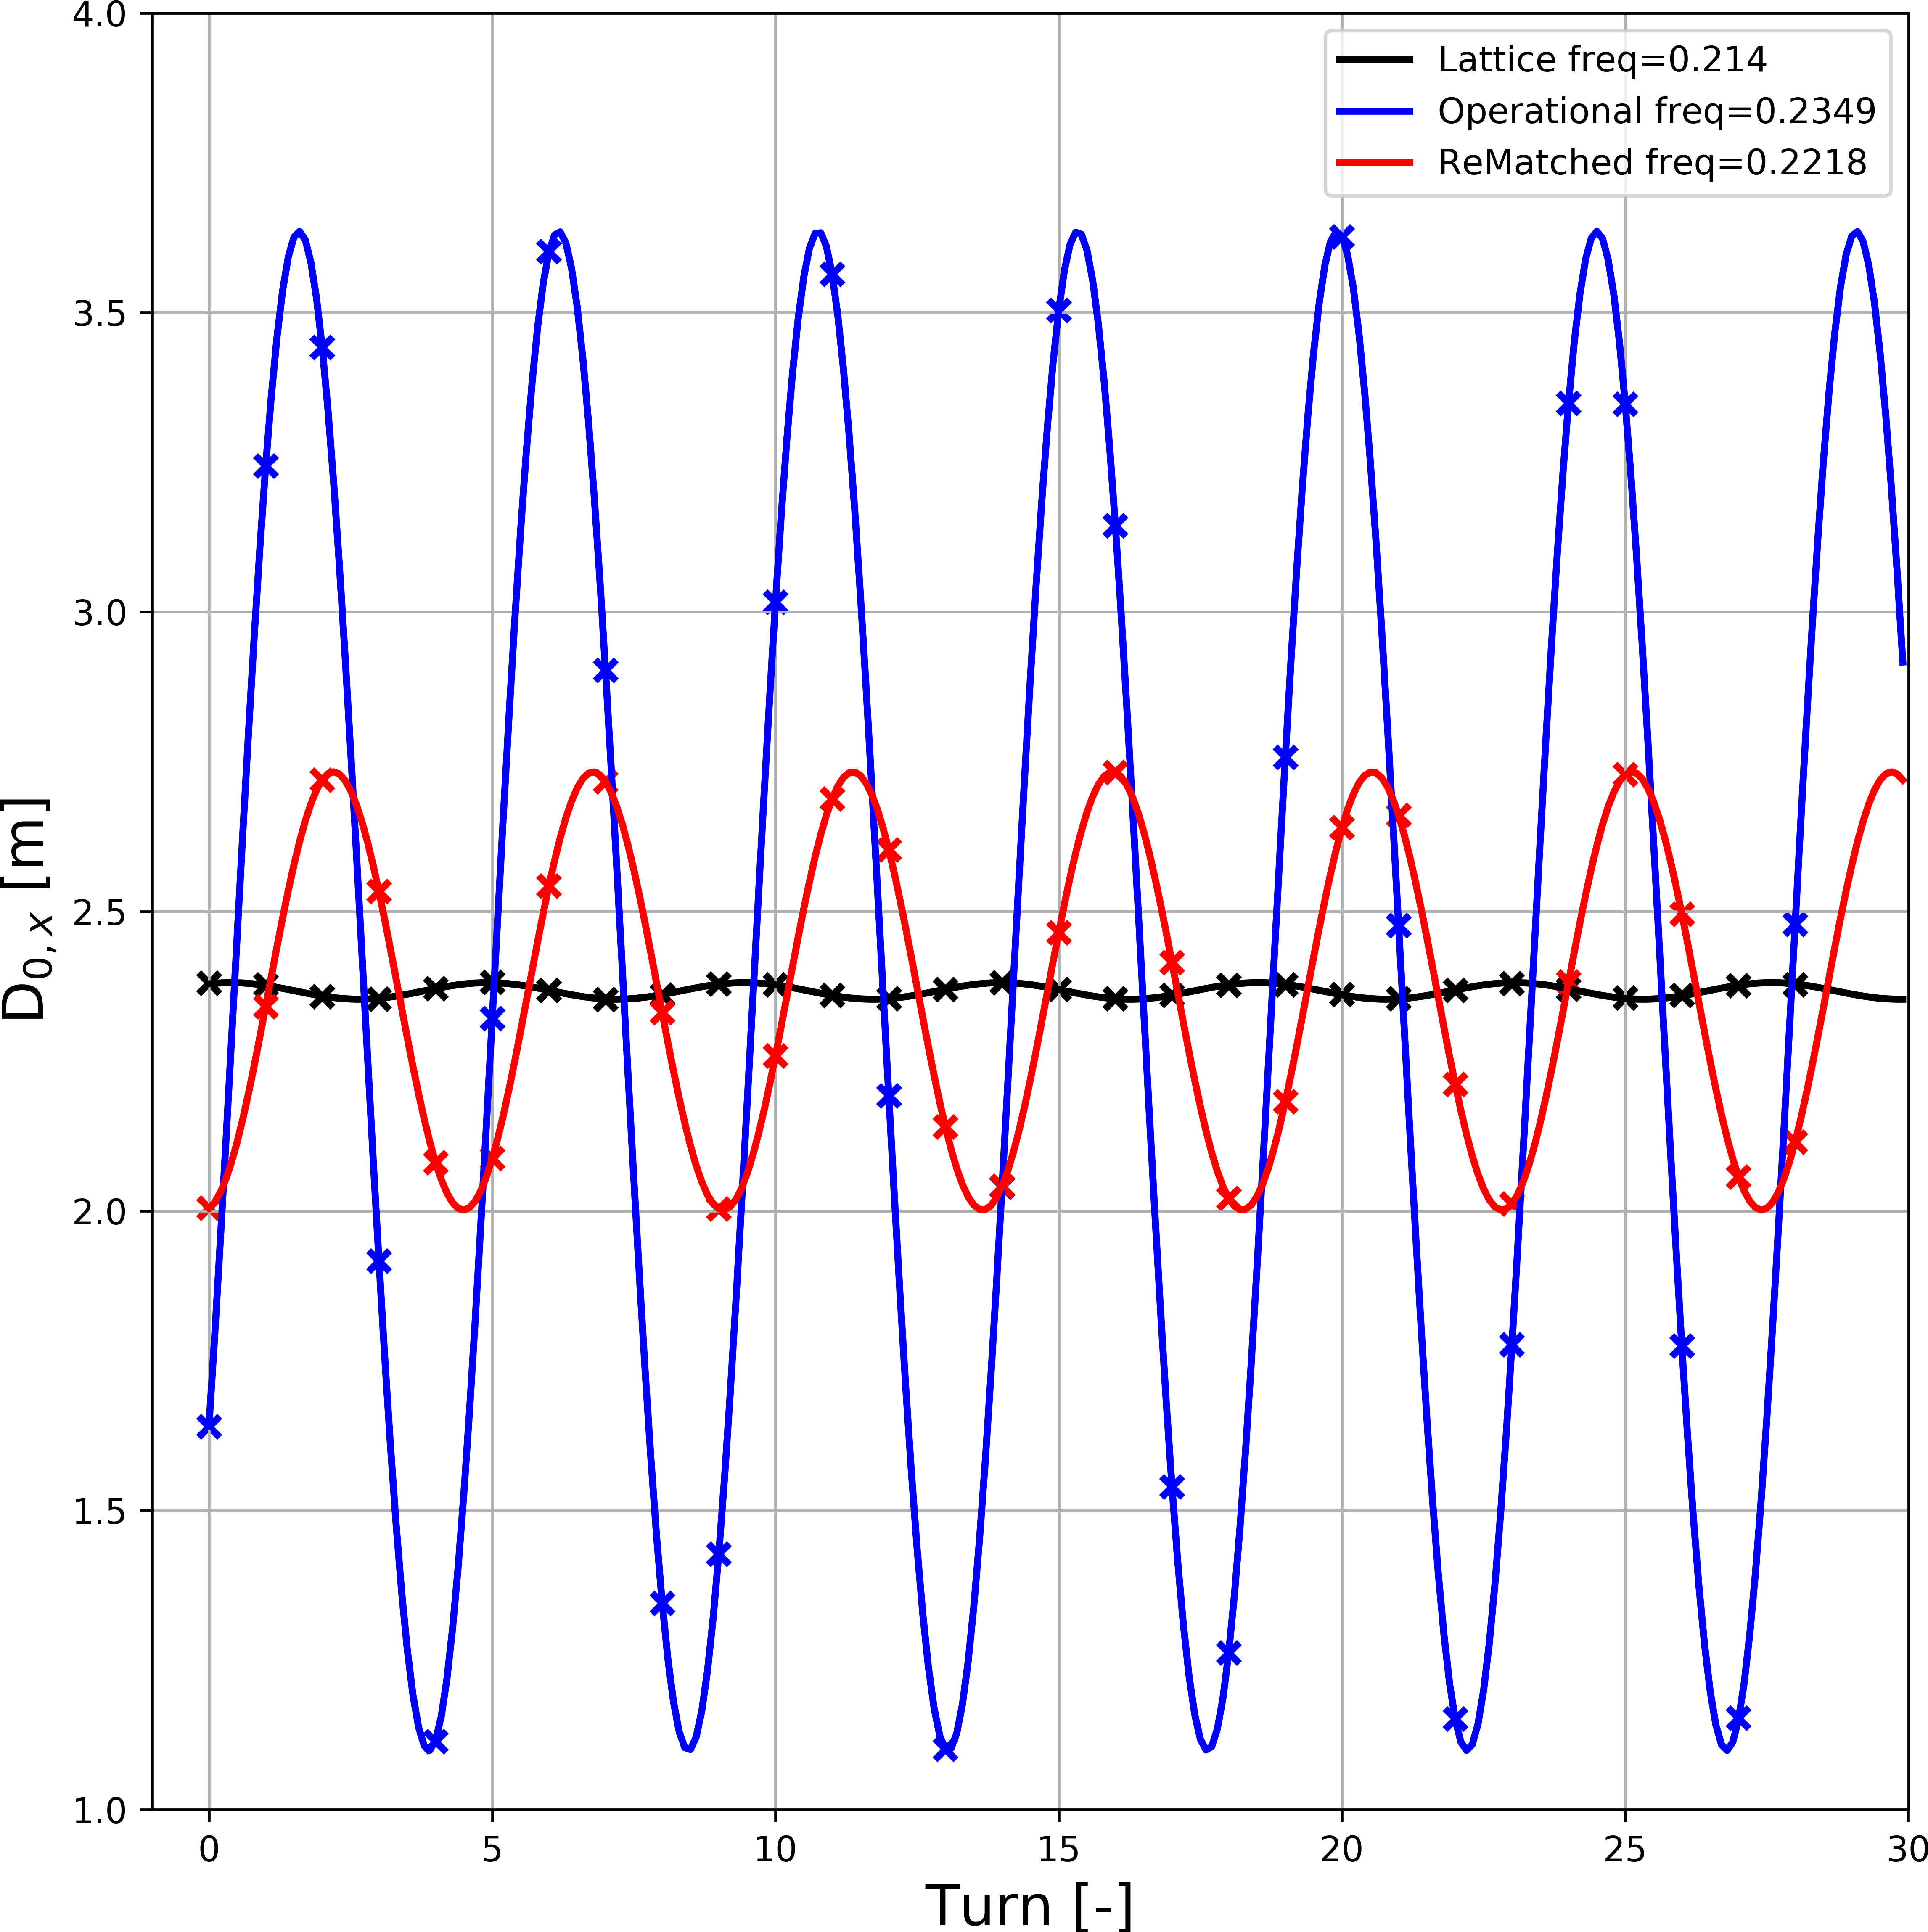 4.0
3.5
3.0
2.5
2.0
1.5
1.0
D0,x [m]
0 5 10 15 20 25 30
Turn [-]
Lattice freq=0.214
Operational freq=0.2349
ReMatched freq=0.2218